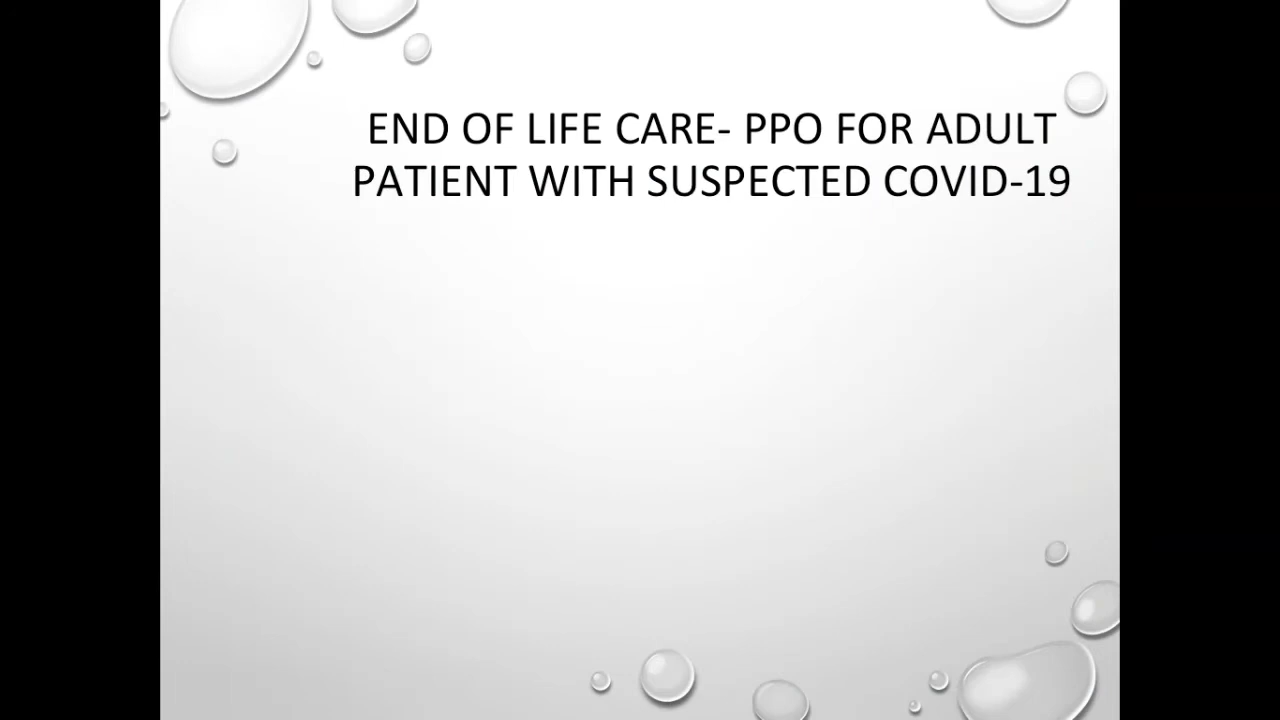 END OF LIFE CARE- PPO FOR ADULT
PATIENT WITH SUSPECTED COVID-19